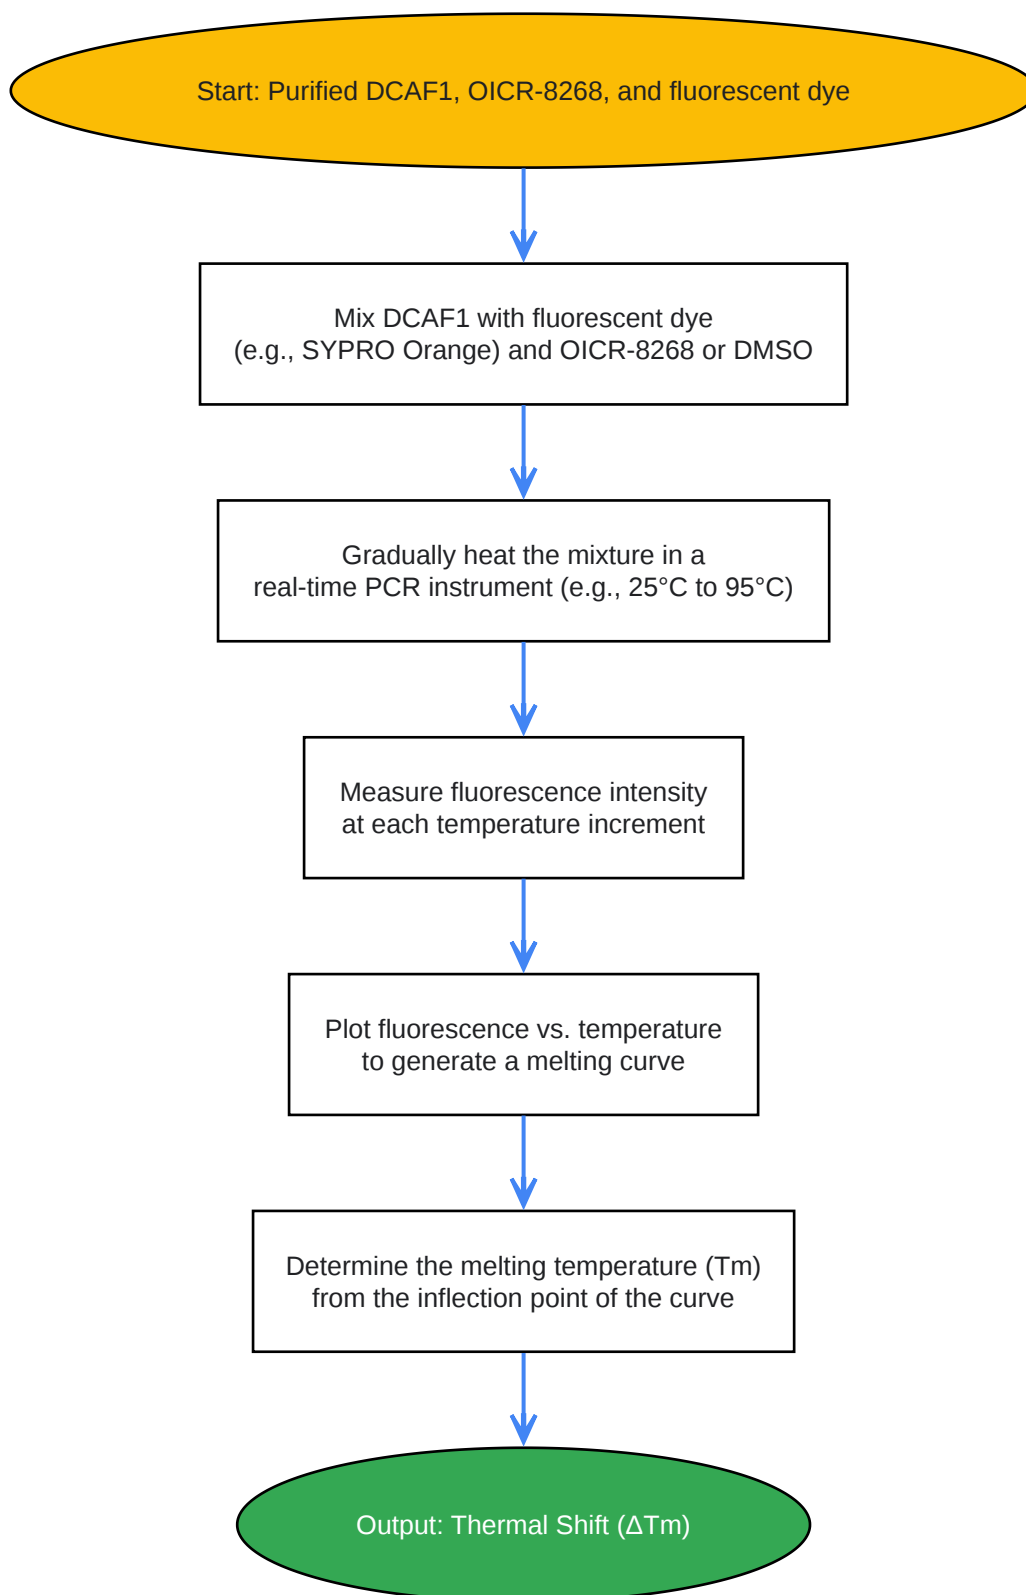 Start: Purified DCAF1, OICR-8268, and fluorescent dye
Mix DCAF1 with fluorescent dye
(e.g., SYPRO Orange) and OICR-8268 or DMSO
Gradually heat the mixture in a
real-time PCR instrument (e.g., 25°C to 95°C)
Measure fluorescence intensity
at each temperature increment
Plot fluorescence vs. temperature
to generate a melting curve
Determine the melting temperature (Tm)
from the inflection point of the curve
Output: Thermal Shift (ΔTm)